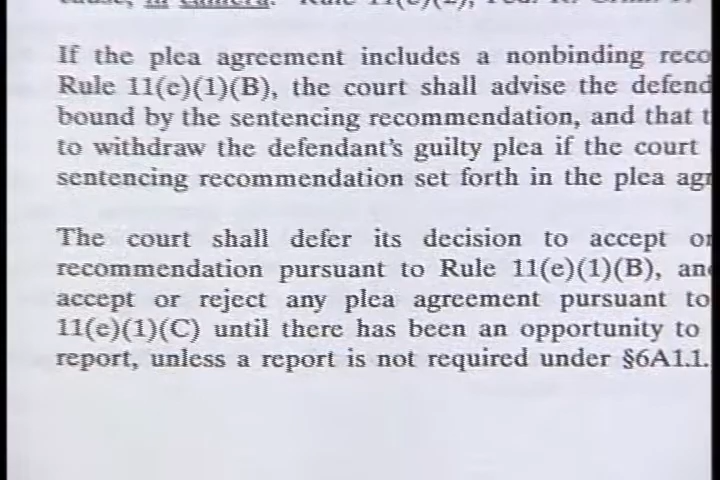 If the plea agreement includes a nonbinding reco
Rule 11(e)(1)(B), the court shall advise the defend
bound by the sentencing recommendation, and that t
to withdraw the defendant's guilty plea if the court
sentencing recommendation set forth in the plea agr
The court shall defer its decision to accept or
recommendation pursuant to Rule 11(e)(1)(B), an
accept or reject any plea agreement pursuant to
11(e)(1)(C) until there has been an opportunity to
report, unless a report is not required under §6A1.1.